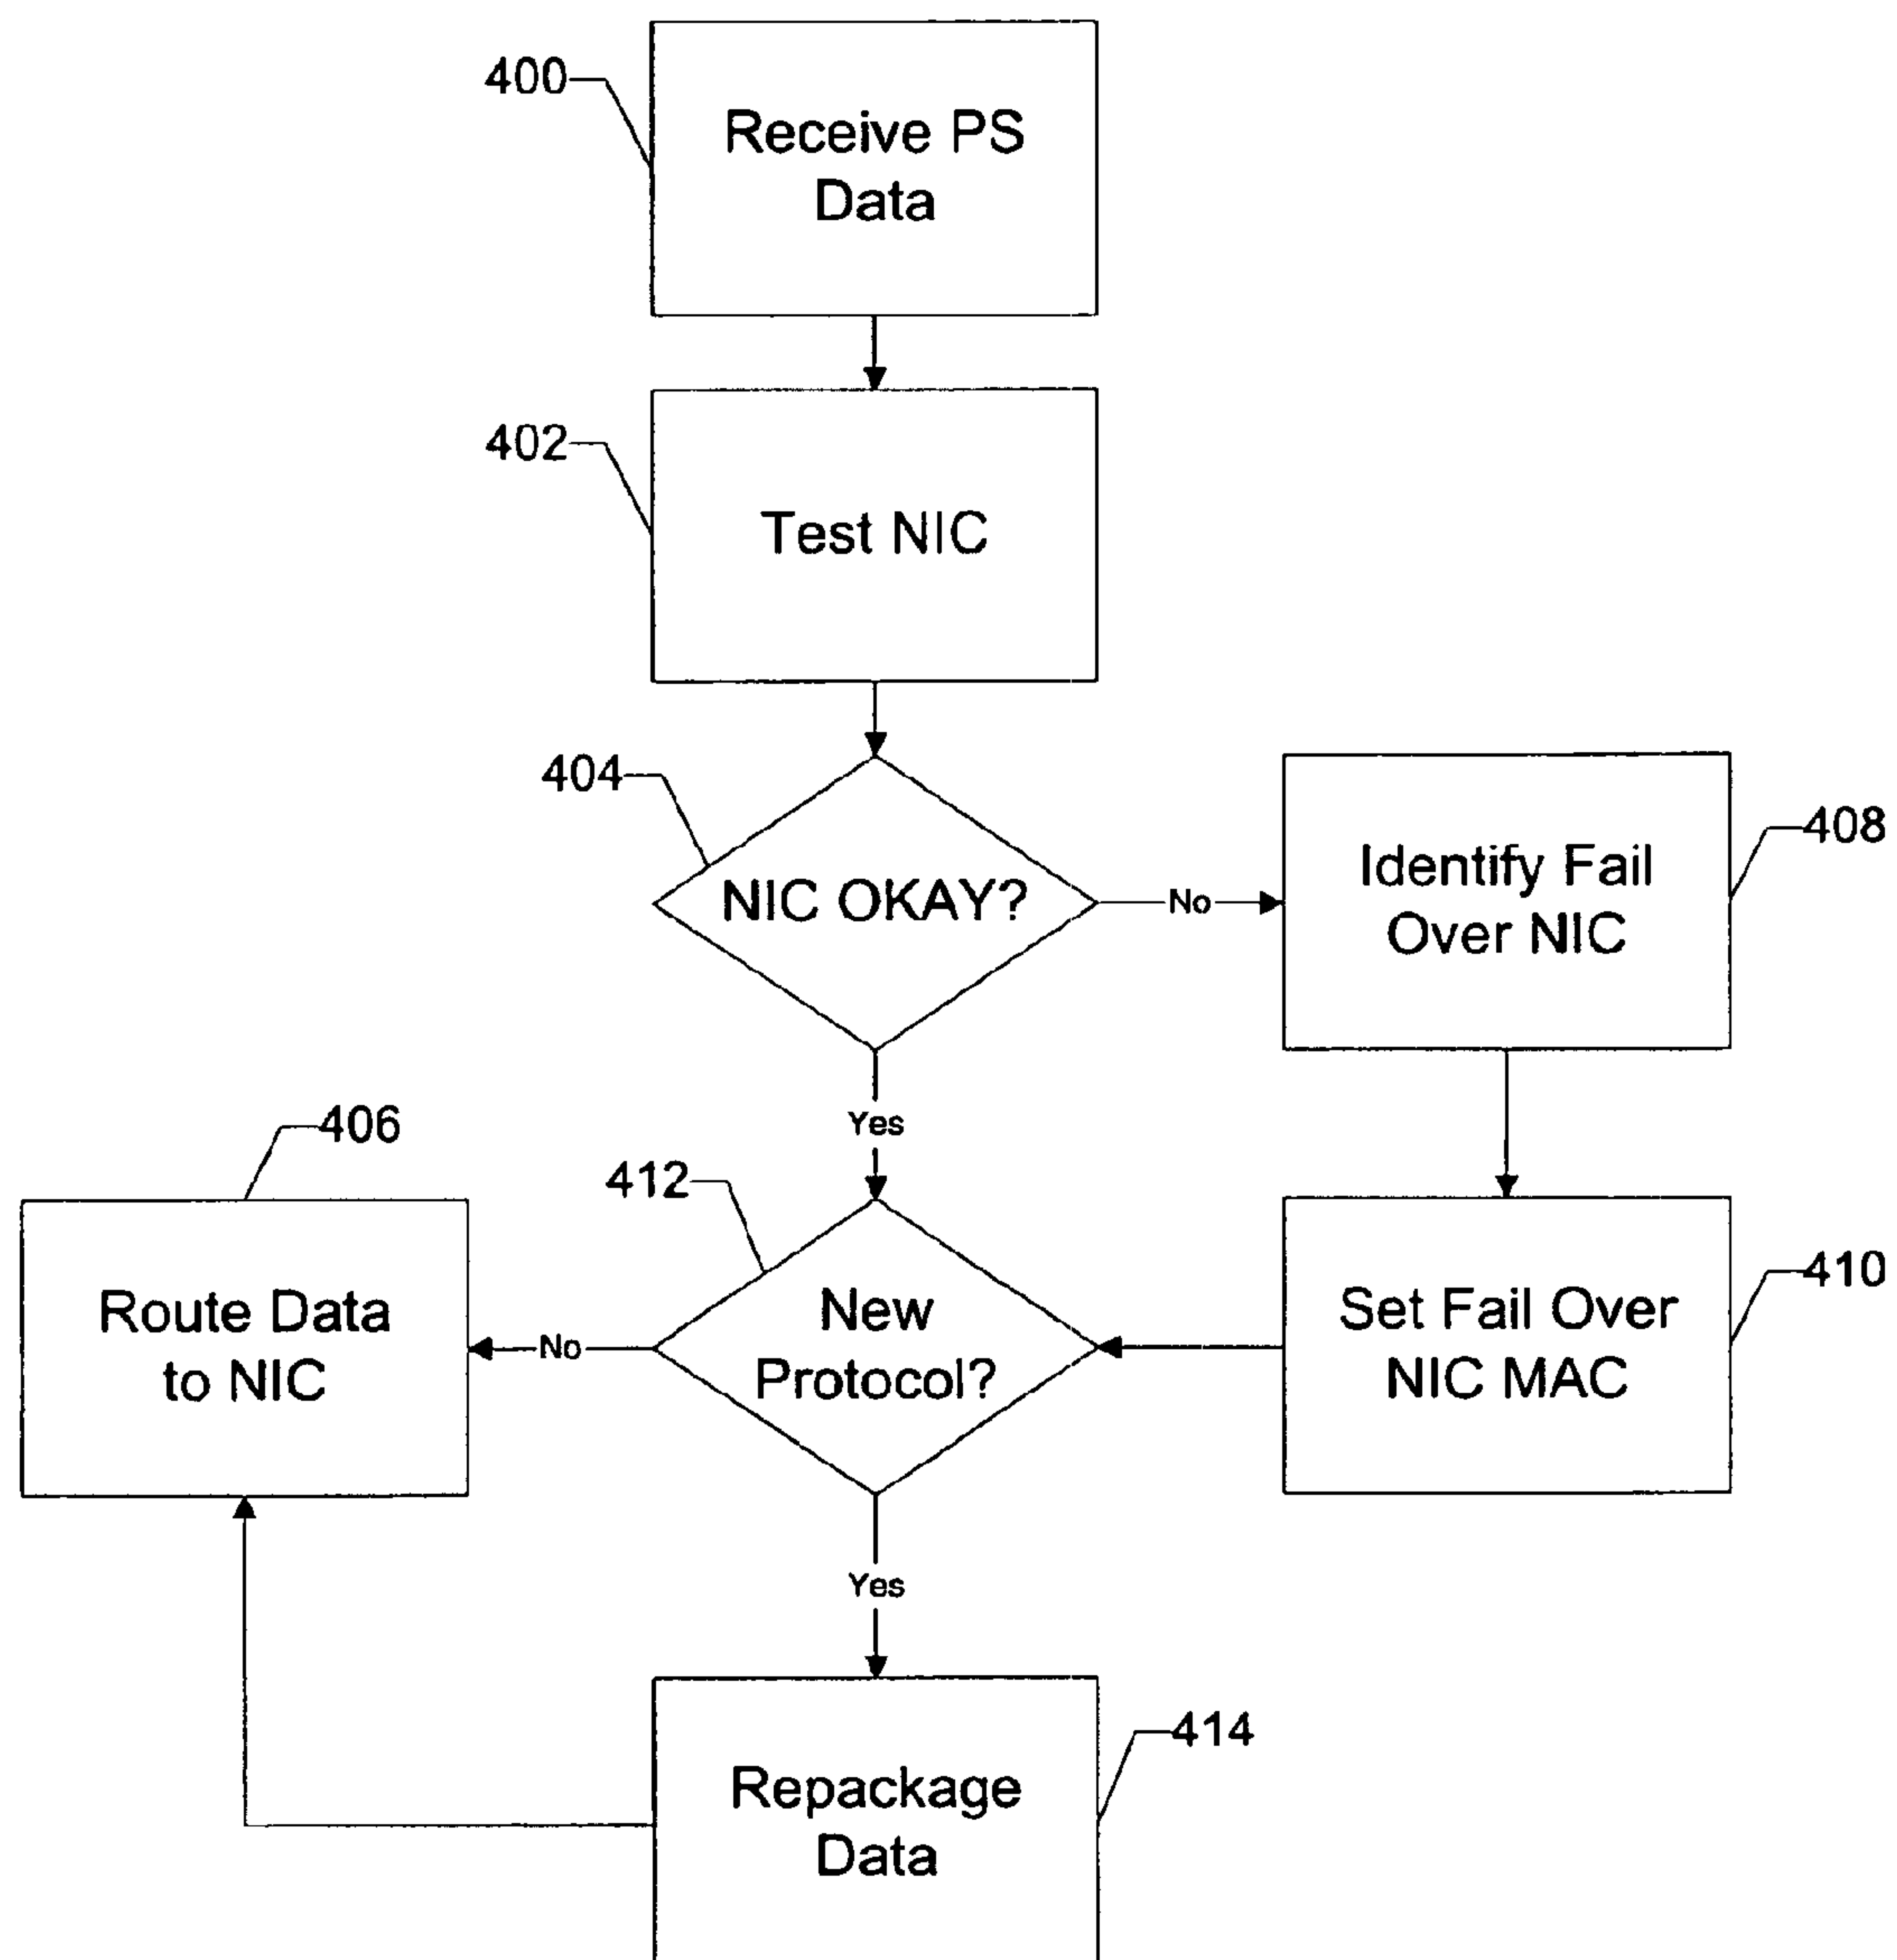 400
Receive PS
Data
402
Test NIC
404
NIC OKAY?
No
408
Identify Fail
Over NIC
Yes
406
412
Route Data
to NIC
No
New
Protocol?
410
Set Fail Over
NIC MAC
Yes
414
Repackage
Data